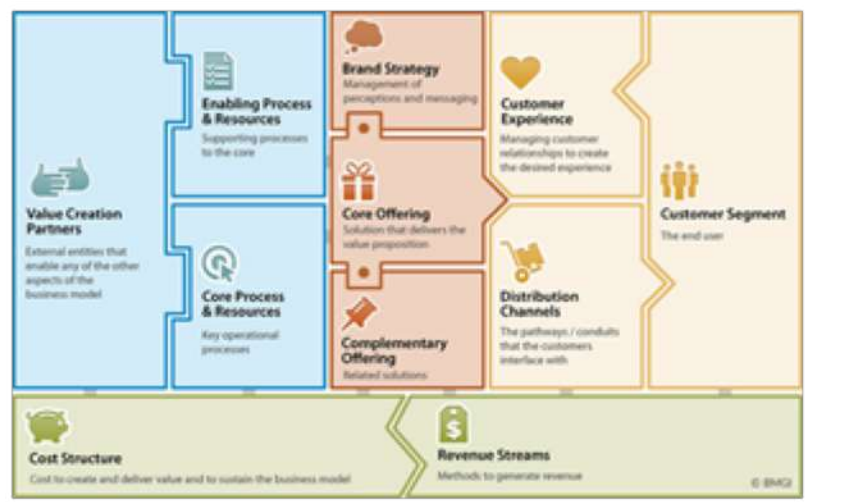 Value Creation
Partners
External entities that
enable any of the other
aspects of the
business model
Enabling Process
& Resources
Supporting processes
to the core
Core Process
& Resources
Key operational
processes
Brand Strategy
Management of
perceptions and messaging
Core Offering
Solution that delivers the
value proposition
Complementary
Offering
Related solutions
Customer
Experience
Managing customer
relationships to create
the desired experience
Distribution
Channels
The pathways / conduits
that the customers
interface with
Customer Segment
The end user
Cost Structure
Cost to create and deliver value and to sustain the business model
$
Revenue Streams
Methods to generate revenue
© BMGI